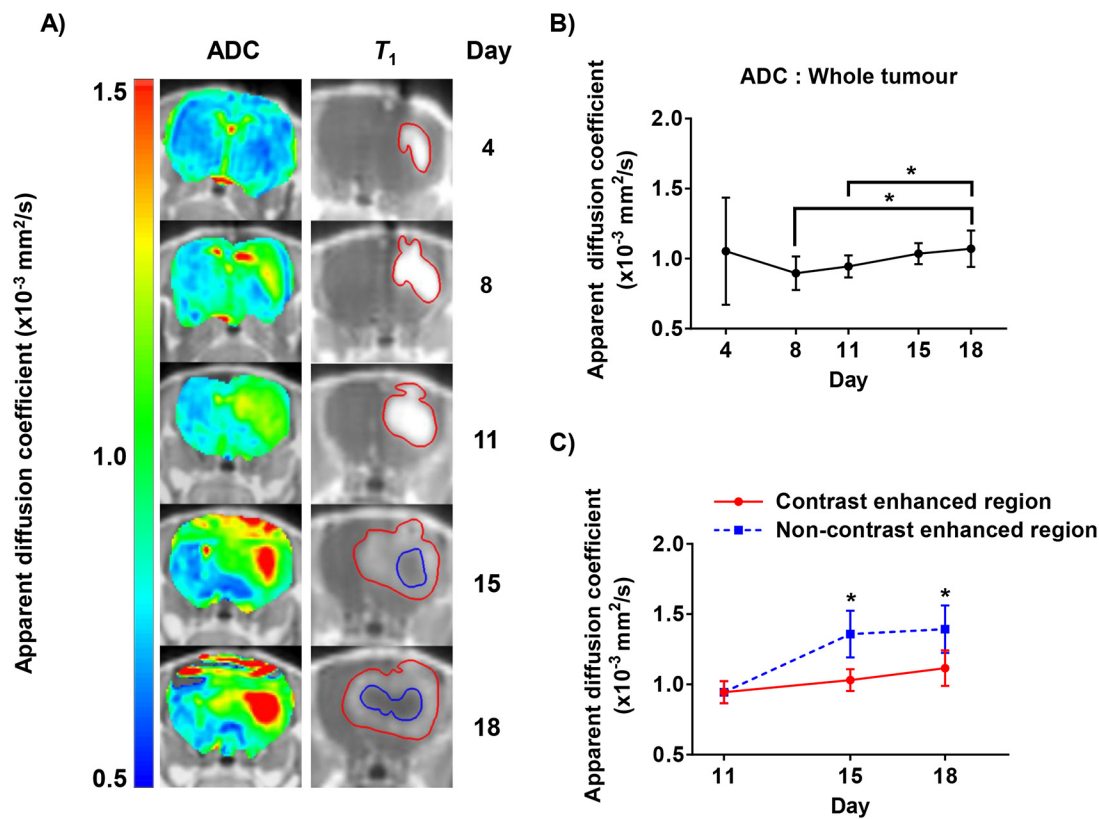 A)
ADC
T1
Day
Apparent diffusion coefficient (x10-3 mm2/s)
1.5
1.0
0.5
4
8
11
15
18
B)
ADC : Whole tumour
Apparent diffusion coefficient
(x10-3 mm2/s)
2.0
1.5
1.0
0.5
*
*
4 8 11 15 18
Day
C)
Contrast enhanced region
Non-contrast enhanced region
Apparent diffusion coefficient
(x10-3 mm2/s)
2.0
1.5
1.0
0.5
* *
11 15 18
Day